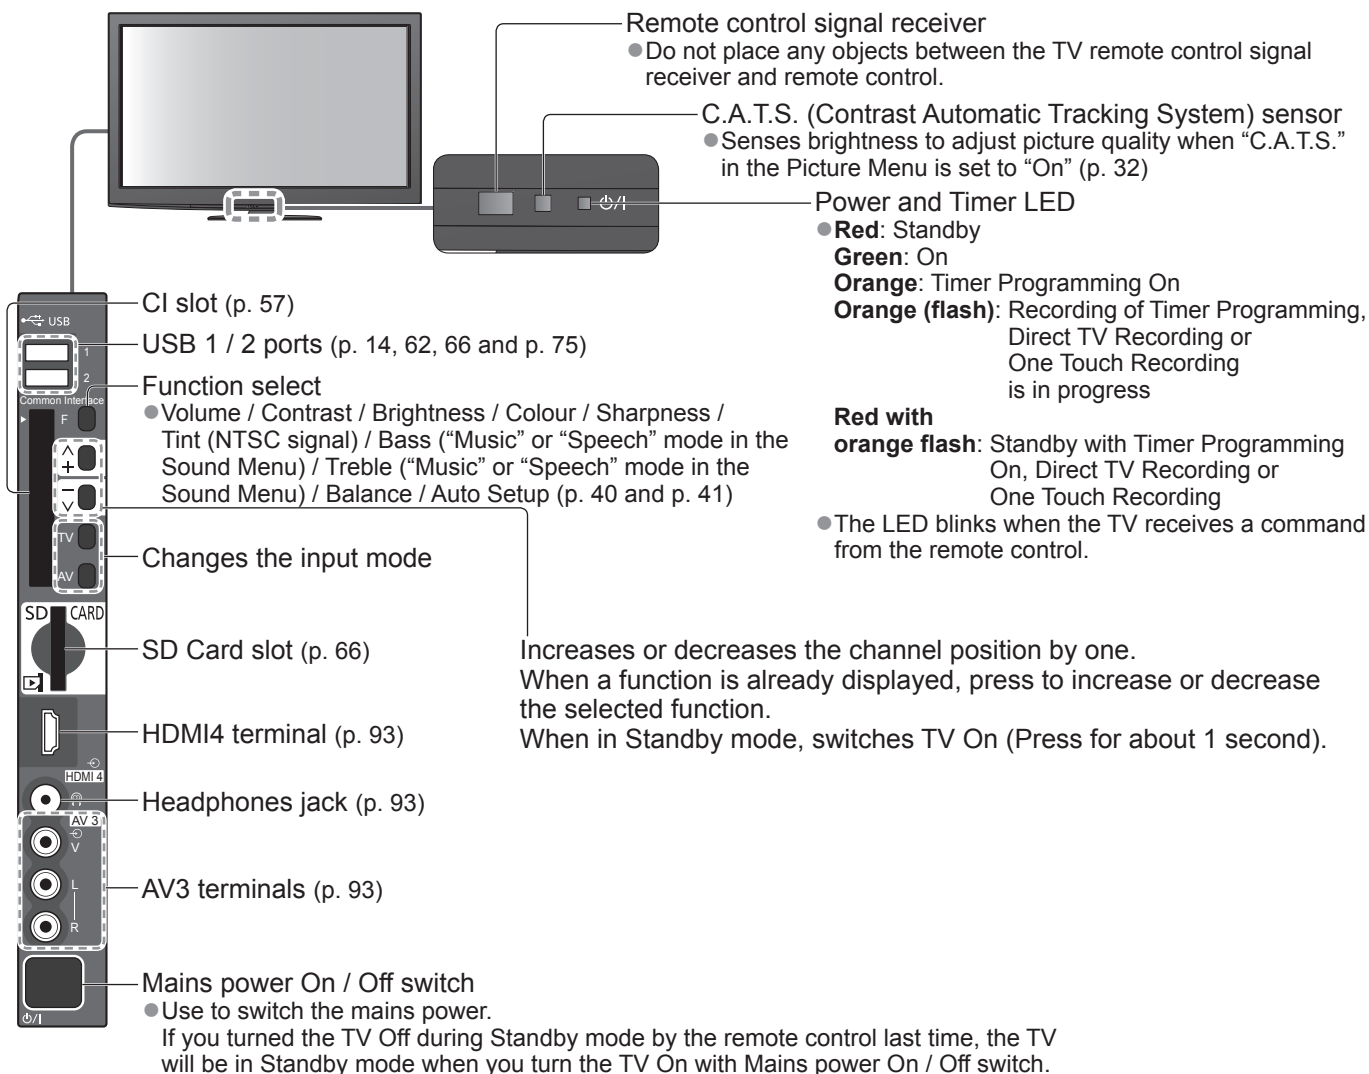 Remote control signal receiver
●Do not place any objects between the TV remote control signal
receiver and remote control.
C.A.T.S. (Contrast Automatic Tracking System) sensor
●Senses brightness to adjust picture quality when “C.A.T.S.”
in the Picture Menu is set to “On” (p. 32)
Power and Timer LED
●Red: Standby
Green: On
Orange: Timer Programming On
Orange (flash): Recording of Timer Programming,
Direct TV Recording or
One Touch Recording
is in progress
Red with
orange flash: Standby with Timer Programming
On, Direct TV Recording or
One Touch Recording
●The LED blinks when the TV receives a command
from the remote control.
CI slot (p. 57)
USB 1 / 2 ports (p. 14, 62, 66 and p. 75)
Function select
●Volume / Contrast / Brightness / Colour / Sharpness /
Tint (NTSC signal) / Bass (“Music” or “Speech” mode in the
Sound Menu) / Treble (“Music” or “Speech” mode in the
Sound Menu) / Balance / Auto Setup (p. 40 and p. 41)
Changes the input mode
Increases or decreases the channel position by one.
When a function is already displayed, press to increase or decrease
the selected function.
When in Standby mode, switches TV On (Press for about 1 second).
SD Card slot (p. 66)
HDMI4 terminal (p. 93)
Headphones jack (p. 93)
AV3 terminals (p. 93)
Mains power On / Off switch
●Use to switch the mains power.
If you turned the TV Off during Standby mode by the remote control last time, the TV
will be in Standby mode when you turn the TV On with Mains power On / Off switch.
USB
1
2
Common Interface
F
+
−
TV
AV
SD CARD
HDMI 4
AV 3
V
L
R
⏻/I
⏻/I